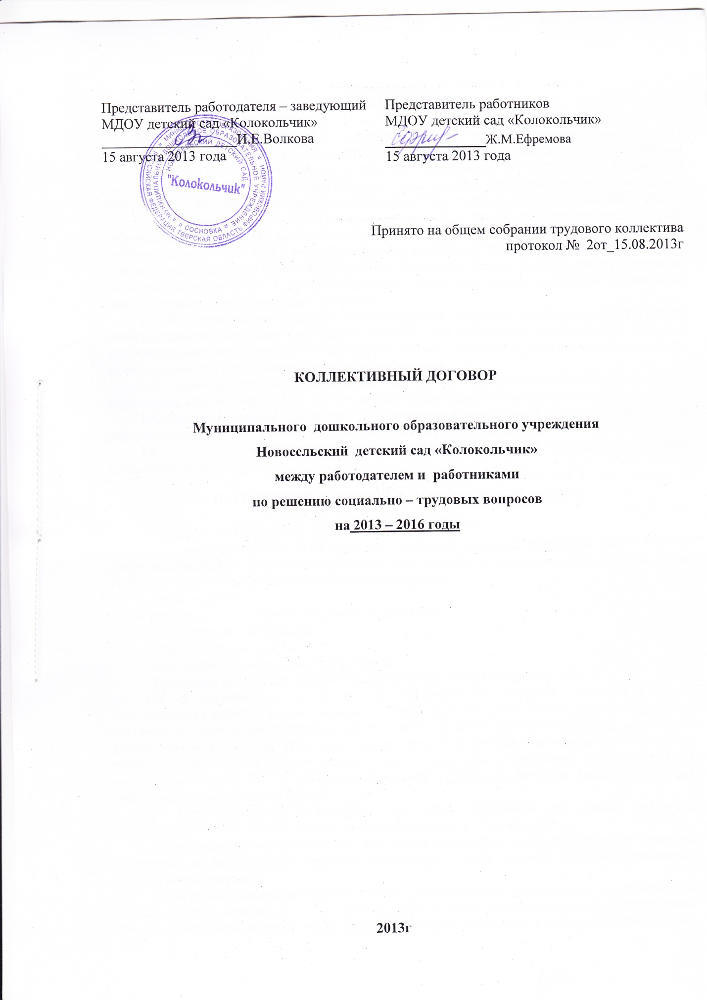 Представитель работодателя – заведующий
МДОУ детский сад «Колокольчик»
И.Е.Волкова
15 августа 2013 года
Представитель работников
МДОУ детский сад «Колокольчик»
Ж.М.Ефремова
15 августа 2013 года
РОССИЙСКАЯ ФЕДЕРАЦИЯ ТВЕРСКАЯ ОБЛАСТЬ ФИРОВСКИЙ РАЙОН
МИНИСТЕРСТВО ОБРАЗОВАНИЯ
МУНИЦИПАЛЬНОЕ ДОШКОЛЬНОЕ ОБРАЗОВАТЕЛЬНОЕ УЧРЕЖДЕНИЕ
п СОСНОВКА
НОВОСЕЛЬСКИЙ ДЕТСКИЙ САД
"Колокольчик"
Принято на общем собрании трудового коллектива
протокол № 2от_15.08.2013г
КОЛЛЕКТИВНЫЙ ДОГОВОР
Муниципального дошкольного образовательного учреждения
Новосельский детский сад «Колокольчик»
между работодателем и работниками
по решению социально – трудовых вопросов
на 2013 – 2016 годы
2013г